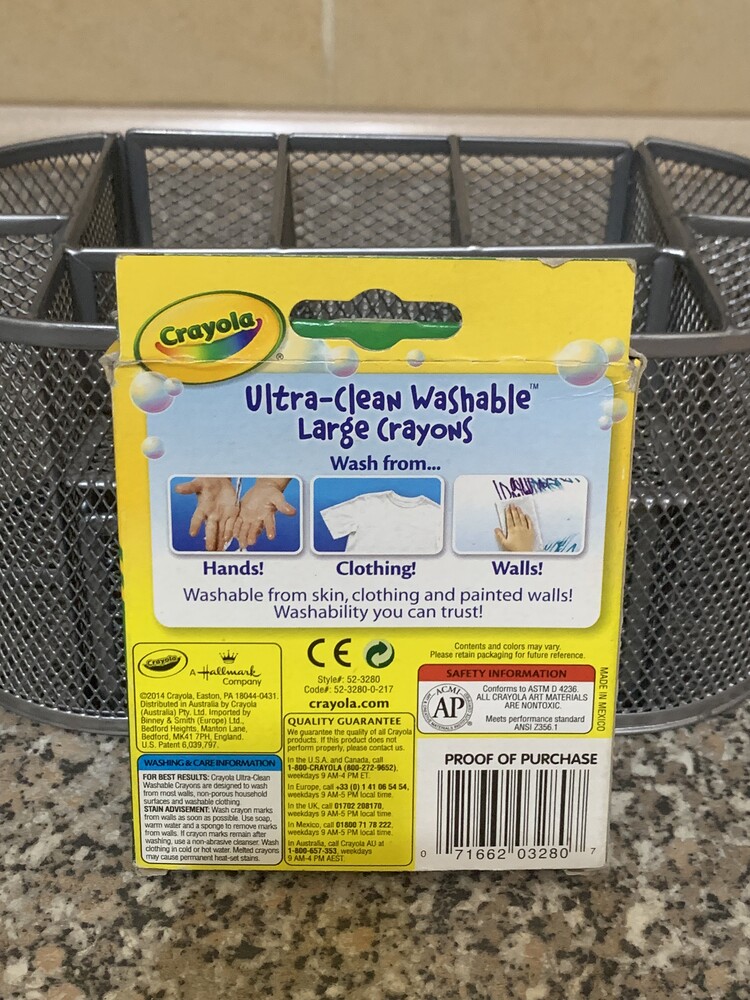 Crayola
®
Ultra-Clean Washable™
Large Crayons
Wash from...
Hands!
Clothing!
Walls!
Washable from skin, clothing and painted walls!
Washability you can trust!
Crayola
A Hallmark
Company
©2014 Crayola, Easton, PA 18044-0431.
Distributed in Australia by Crayola
(Australia) Pty. Ltd. Imported by
Binney & Smith (Europe) Ltd.,
Bedford Heights, Manton Lane,
Bedford, MK41 7PH, England.
U.S. Patent 6,039,797.
WASHING & CARE INFORMATION
FOR BEST RESULTS: Crayola Ultra-Clean
Washable Crayons are designed to wash
from most walls, non-porous household
surfaces and washable clothing.
STAIN ADVISEMENT: Wash crayon marks
from walls as soon as possible. Use soap,
warm water and a sponge to remove marks
from walls. If crayon marks remain after
washing, use a non-abrasive cleanser. Wash
clothing in cold or hot water. Melted crayons
may cause permanent heat-set stains.
CE
Style#: 52-3280
Code#: 52-3280-0-217
crayola.com
QUALITY GUARANTEE
We guarantee the quality of all Crayola
products. If this product does not
perform properly, please contact us.
In the U.S.A. and Canada, call
1-800-CRAYOLA (800-272-9652),
weekdays 9 AM-4 PM ET.
In Europe, call +33 (0) 1 41 06 54 54,
weekdays 9 AM-5 PM local time.
In the UK, call 01702 208170,
weekdays 9 AM-5 PM local time.
In Mexico, call 01800 71 78 222,
weekdays 9 AM-5 PM local time.
In Australia, call Crayola AU at
1-800-657-353, weekdays
9 AM-4 PM AEST.
Contents and colors may vary.
Please retain packaging for future reference.
SAFETY INFORMATION
ACMI
AP
Conforms to ASTM D 4236.
ALL CRAYOLA ART MATERIALS
ARE NONTOXIC.
Meets performance standard
ANSI Z356.1
MADE IN MEXICO
PROOF OF PURCHASE
0 71662 03280 7